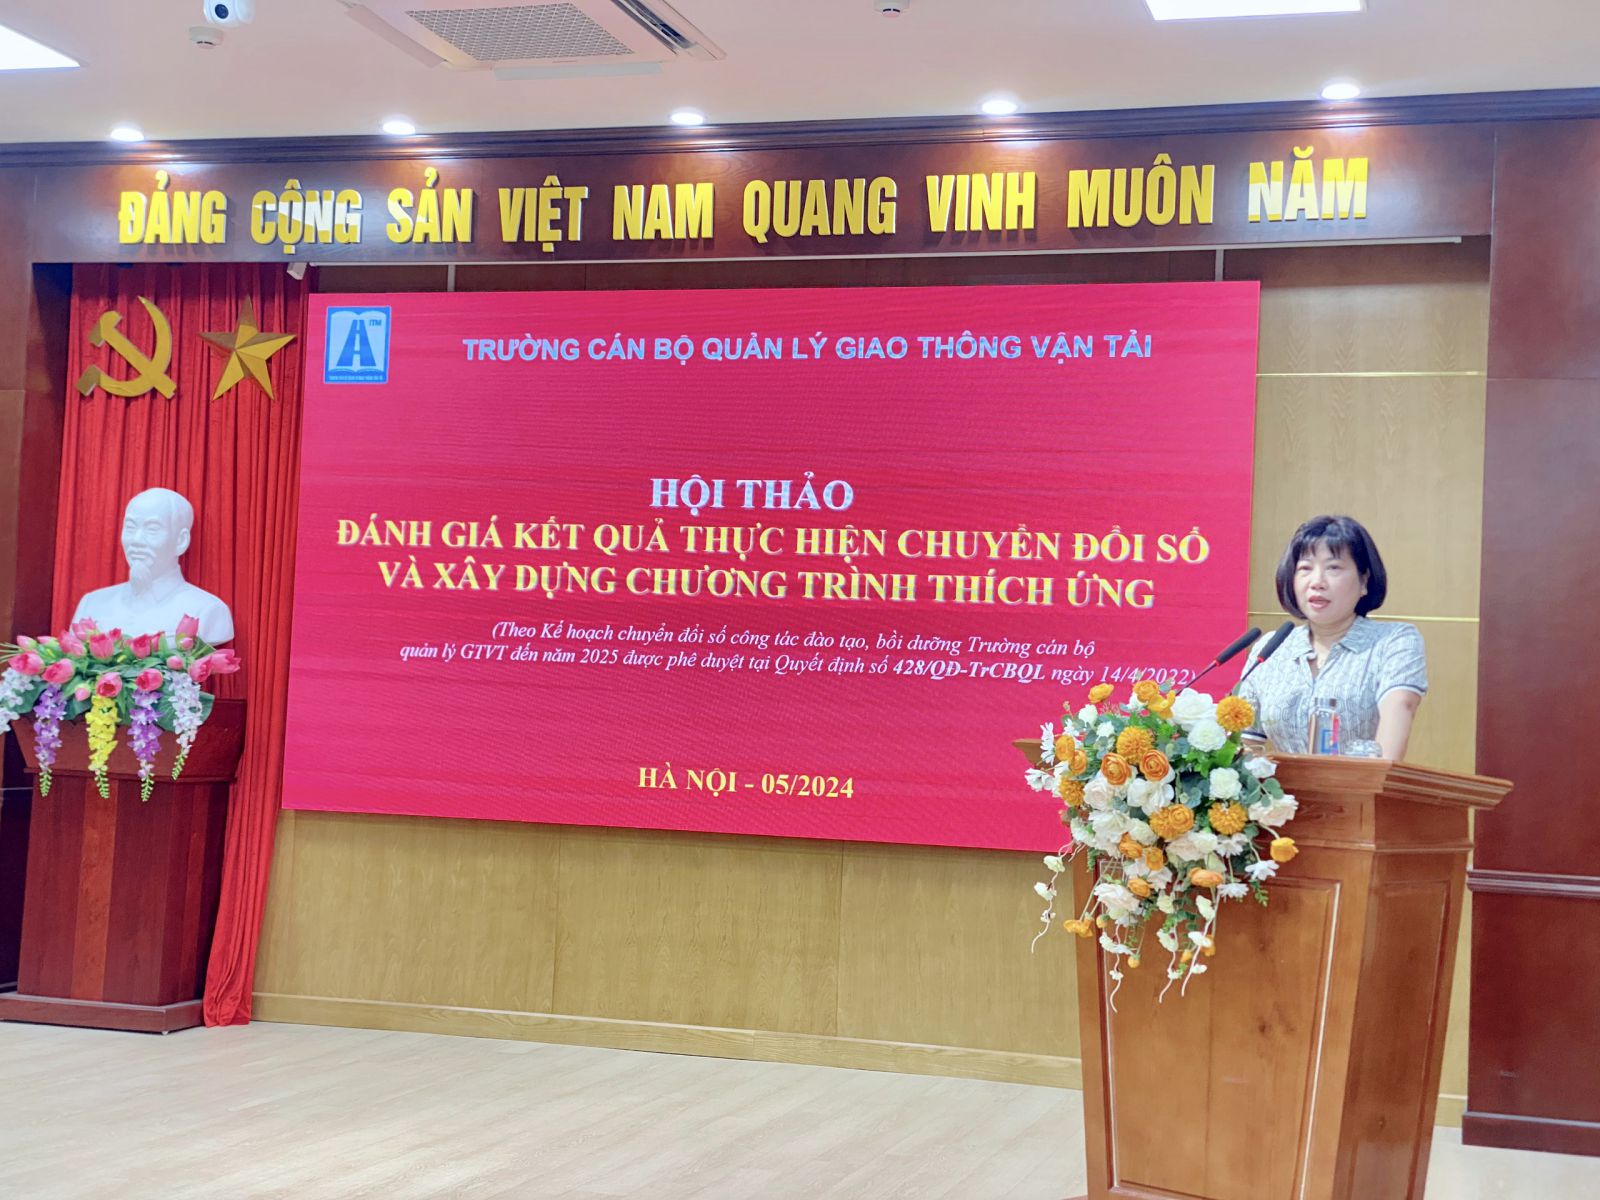 ĐẢNG CỘNG SẢN VIỆT NAM QUANG VINH MUÔN NĂM
ITM
TRƯỜNG CÁN BỘ QUẢN LÝ GIAO THÔNG VẬN TẢI
HỘI THẢO
ĐÁNH GIÁ KẾT QUẢ THỰC HIỆN CHUYỂN ĐỔI SỐ
VÀ XÂY DỰNG CHƯƠNG TRÌNH THÍCH ỨNG
(Theo Kế hoạch chuyển đổi số công tác đào tạo, bồi dưỡng Trường cán bộ
quản lý GTVT đến năm 2025 được phê duyệt tại Quyết định số 428/QĐ-TrCBQL ngày 14/4/2022)
HÀ NỘI - 05/2024